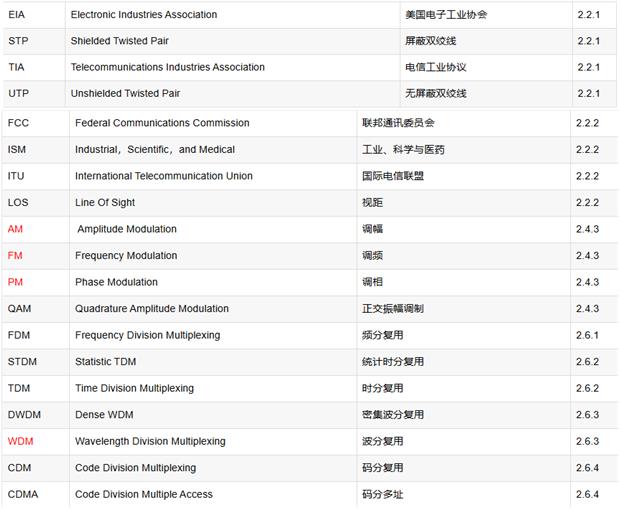 EIA Electronic Industries Association 美国电子工业协会 2.2.1
STP Shielded Twisted Pair 屏蔽双绞线 2.2.1
TIA Telecommunications Industries Association 电信工业协议 2.2.1
UTP Unshielded Twisted Pair 无屏蔽双绞线 2.2.1
FCC Federal Communications Commission 联邦通讯委员会 2.2.2
ISM Industrial，Scientific，and Medical 工业、科学与医药 2.2.2
ITU International Telecommunication Union 国际电信联盟 2.2.2
LOS Line Of Sight 视距 2.2.2
AM Amplitude Modulation 调幅 2.4.3
FM Frequency Modulation 调频 2.4.3
PM Phase Modulation 调相 2.4.3
QAM Quadrature Amplitude Modulation 正交振幅调制 2.4.3
FDM Frequency Division Multiplexing 频分复用 2.6.1
STDM Statistic TDM 统计时分复用 2.6.2
TDM Time Division Multiplexing 时分复用 2.6.2
DWDM Dense WDM 密集波分复用 2.6.3
WDM Wavelength Division Multiplexing 波分复用 2.6.3
CDM Code Division Multiplexing 码分复用 2.6.4
CDMA Code Division Multiple Access 码分多址 2.6.4